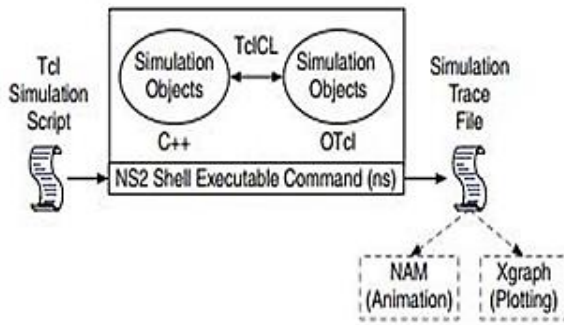 Tcl
Simulation
Script
Simulation
Objects
TclCL
Simulation
Objects
C++
OTcl
NS2 Shell Executable Command (ns)
Simulation
Trace
File
NAM
(Animation)
Xgraph
(Plotting)